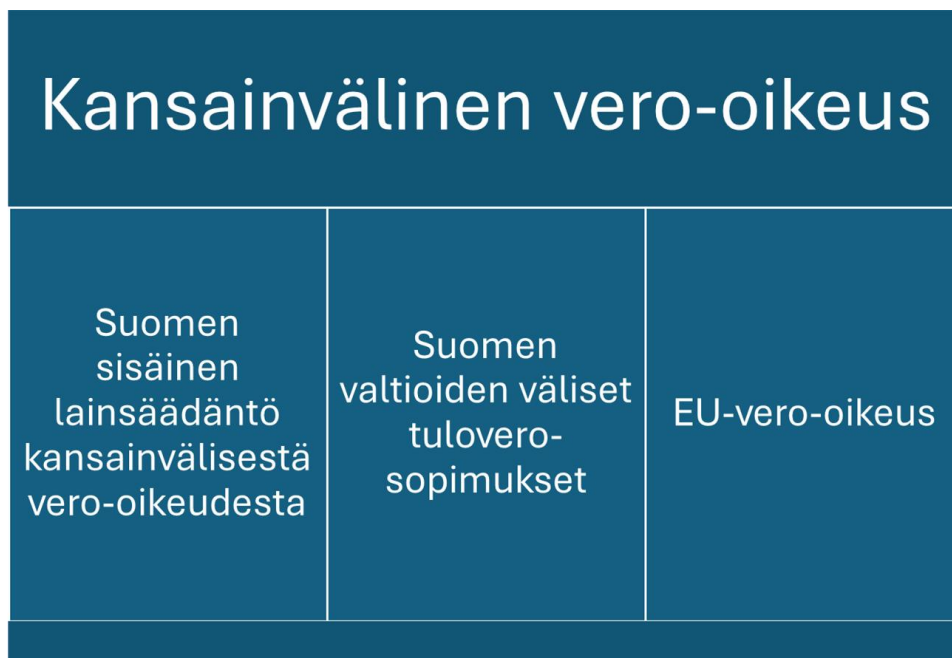 Kansainvälinen vero-oikeus
Suomen
sisäinen
lainsäädäntö
kansainvälisestä
vero-oikeudesta
Suomen
valtioiden väliset
tulovero-
sopimukset
EU-vero-oikeus